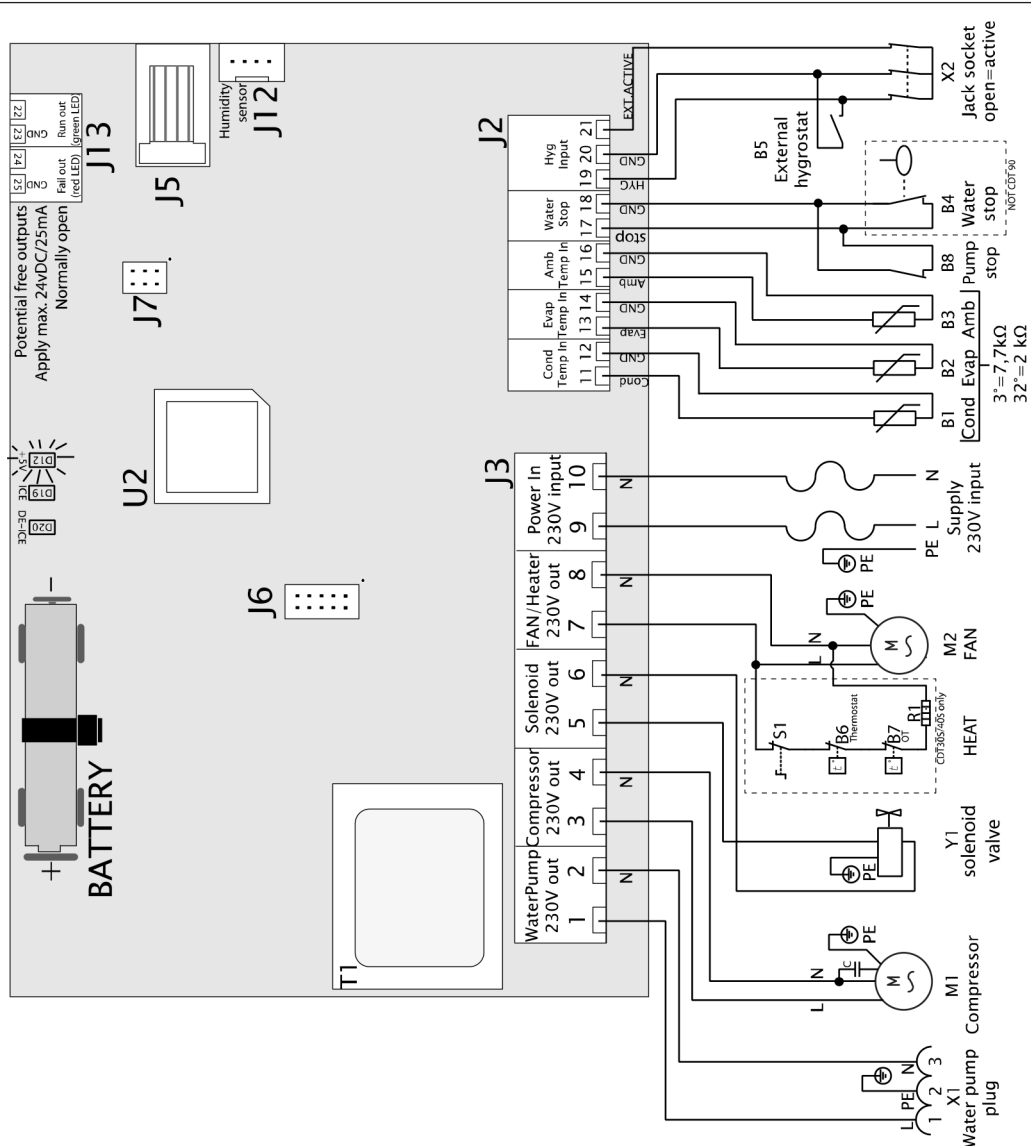 Potential free outputs
Apply max. 24vDC/25mA
Normally open
J13
22
23
24
25
GND
GND
Run out
(green LED)
Fail out
(red LED)
J5
Humidity
sensor
J12
J7
U2
+5V
D12
ICE
D19
DE-ICE
D20
J6
BATTERY
+
−
T1
J3
WaterPump
230V out
1
2
N
Compressor
230V out
3
4
N
Solenoid
230V out
5
6
N
FAN/Heater
230V out
7
8
N
Power In
230V input
9
10
N
J2
Cond
Temp In
11
12
Cond
GND
Evap
Temp In
13
14
Evap
GND
Amb
Temp In
15
16
Amb
GND
Water
Stop
17
18
stop
GND
Hyg
Input
19
20
21
HYG
GND
EXT.ACTIVE
L
PE
N
1
2
3
X1
Water pump
plug
L
N
C
M
PE
M1
Compressor
PE
Y1
solenoid
valve
S1
B6
Thermostat
t°
B7
OT
t°
R1
CDT30S/40S only
HEAT
L
N
M
PE
M2
FAN
PE
PE
L
N
Supply
230V input
B1
B2
B3
Cond
Evap
Amb
3°=7,7kΩ
32°=2 kΩ
B8
Pump
stop
B4
Water
stop
NOT CDT 90
B5
External
hygrostat
X2
Jack socket
open=active